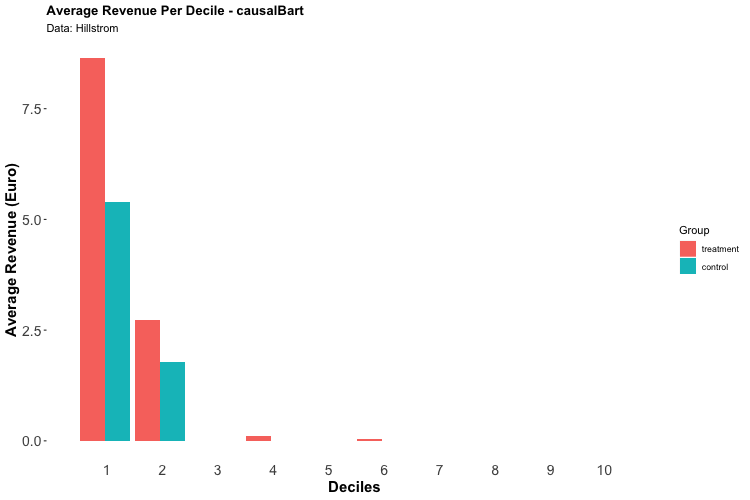 Average Revenue Per Decile - causalBart
Data: Hillstrom
Average Revenue (Euro)
7.5
5.0
2.5
0.0
1 2 3 4 5 6 7 8 9 10
Deciles
Group
treatment
control